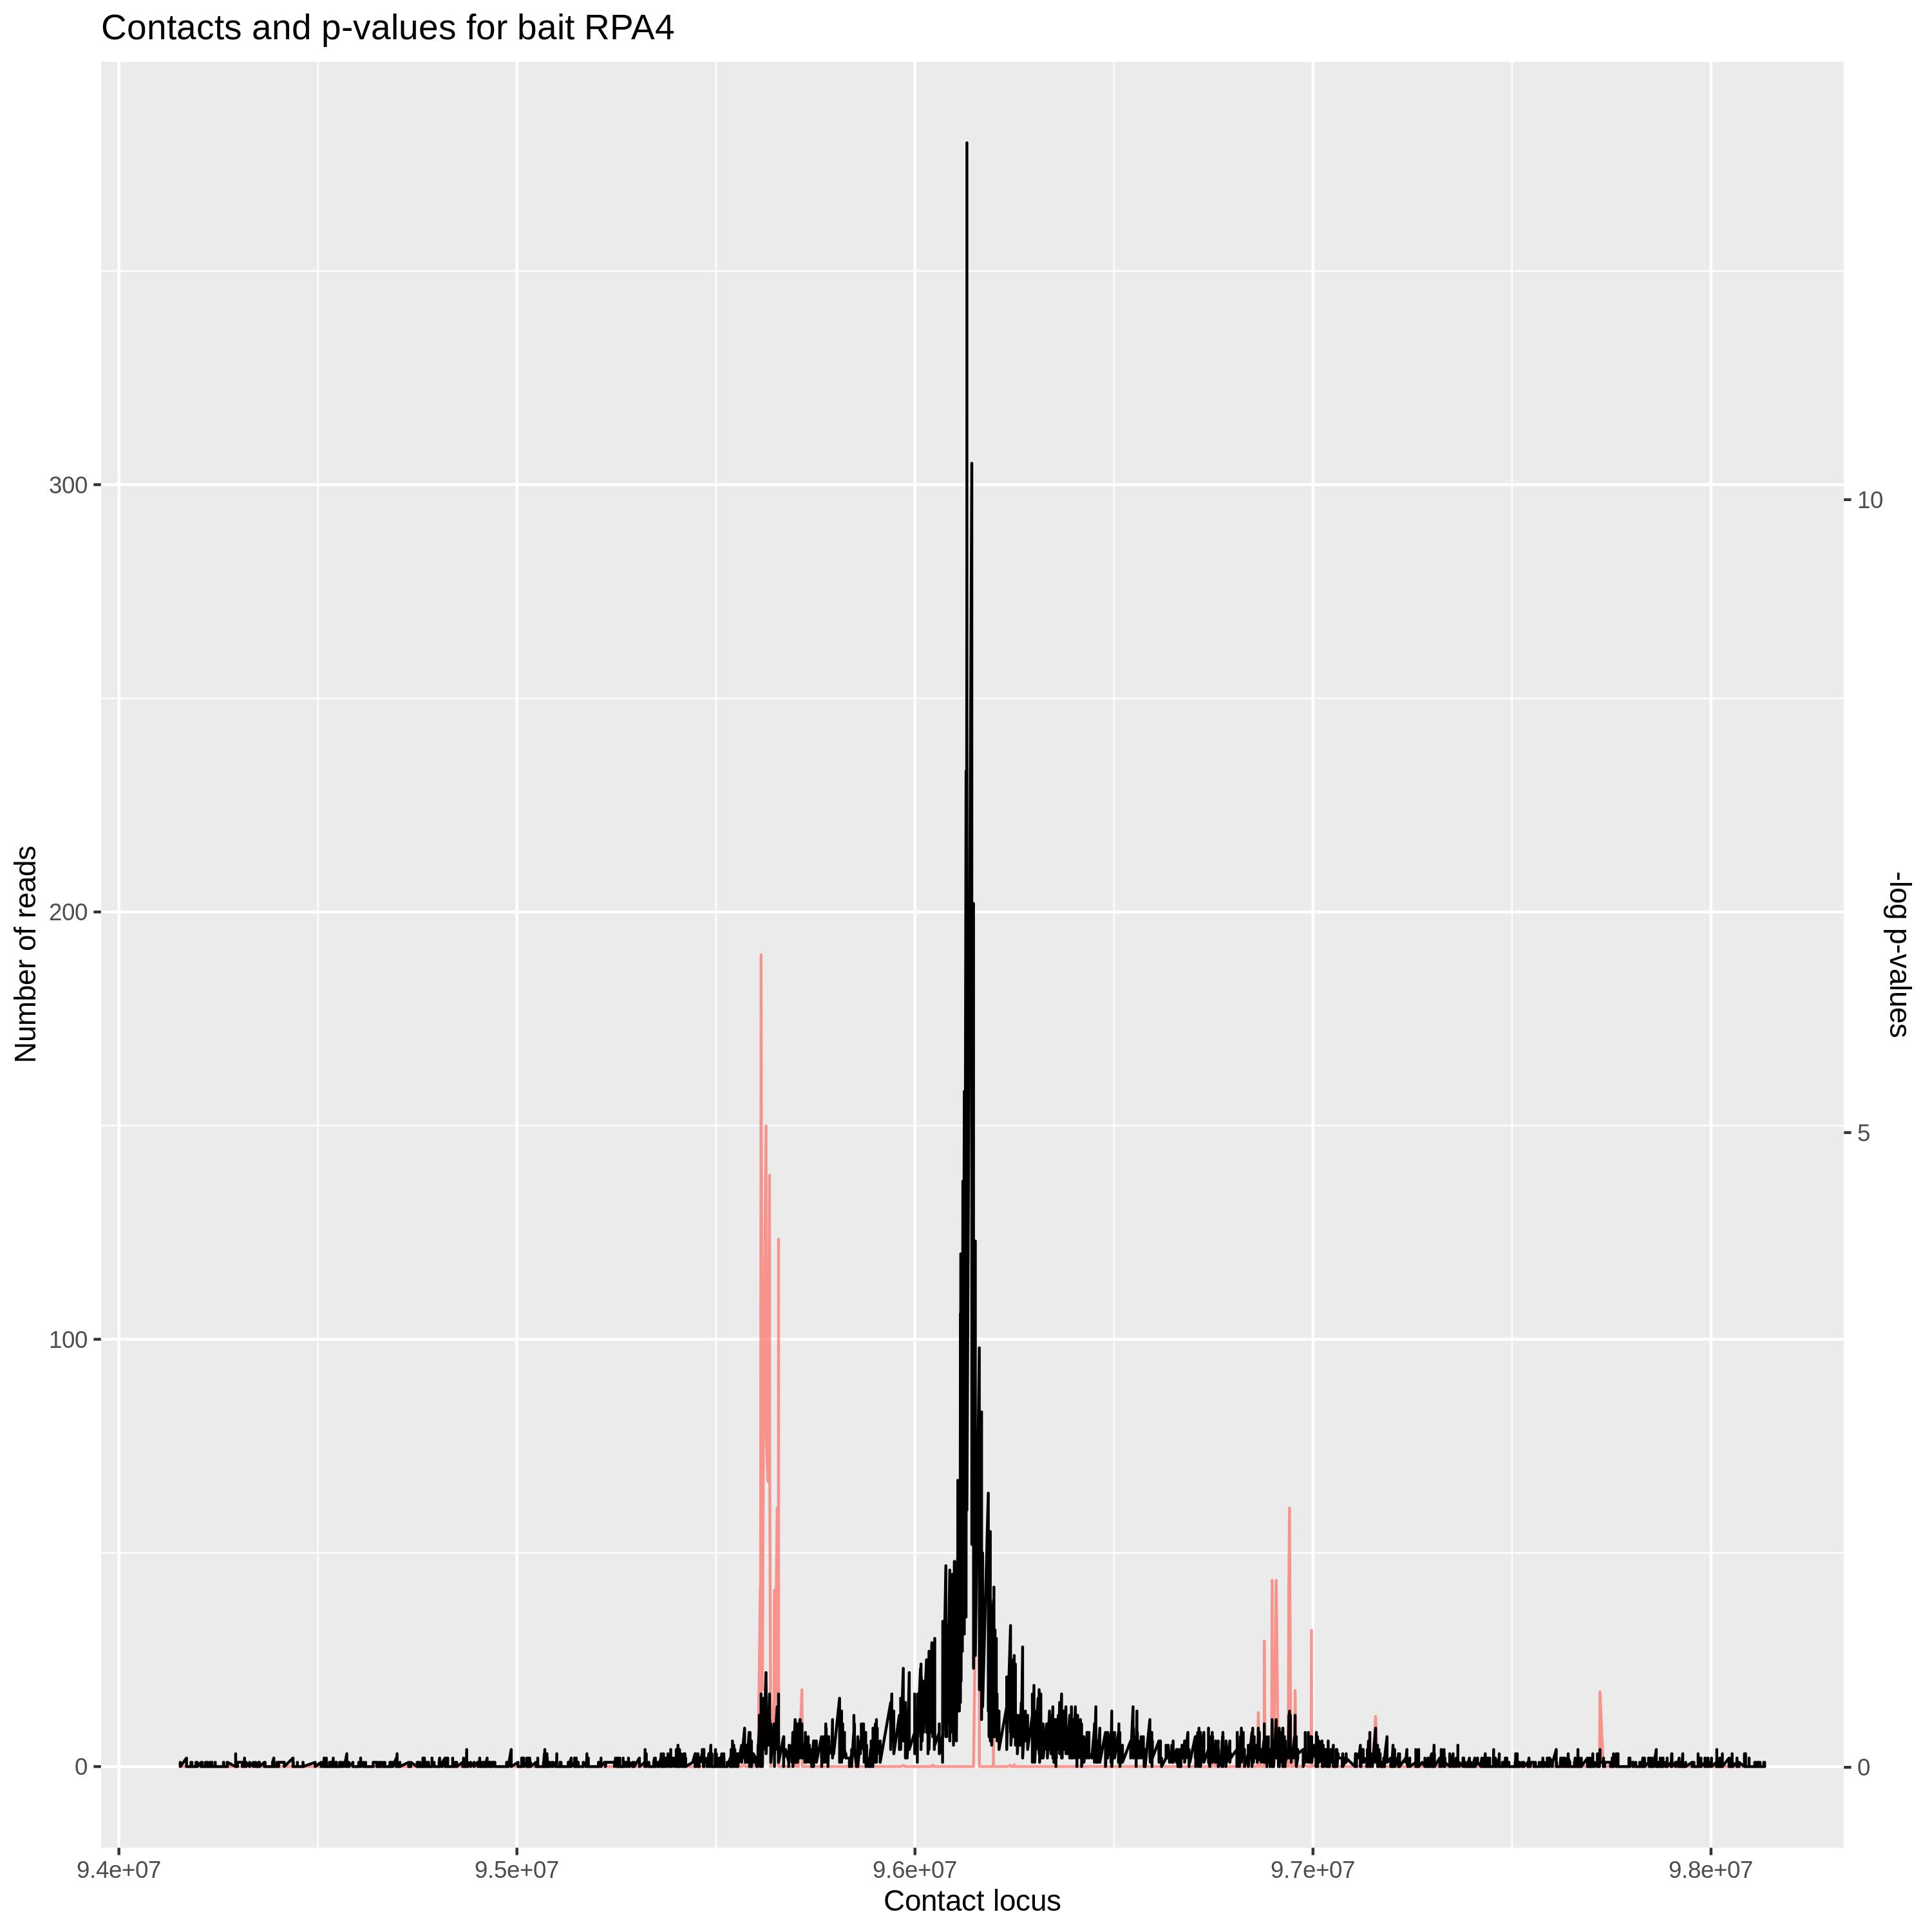 Contacts and p-values for bait RPA4
Number of reads
300
200
100
0
10
5
0
-log p-values
9.4e+07 9.5e+07 9.6e+07 9.7e+07 9.8e+07
Contact locus